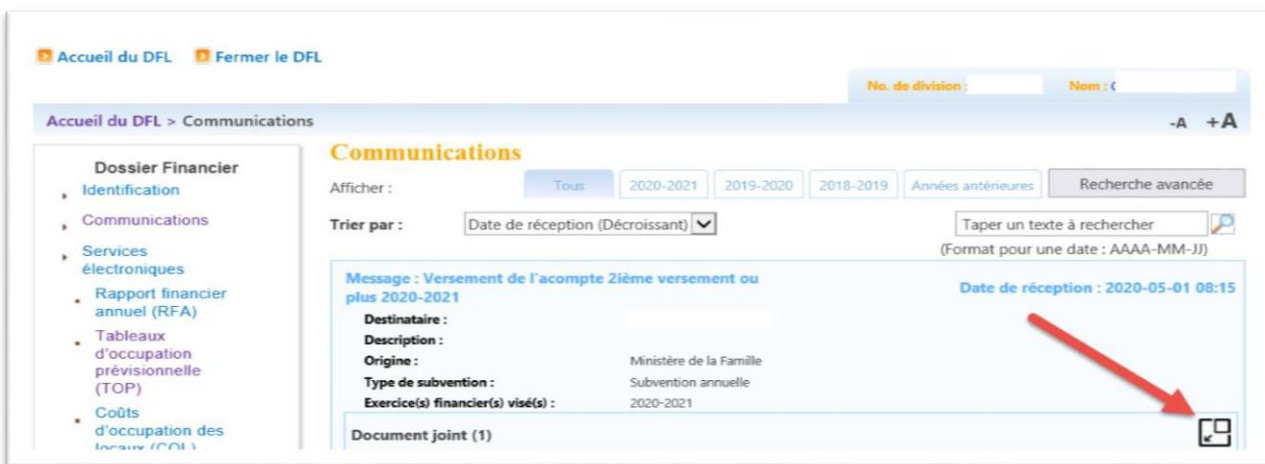 Accueil du DFL Fermer le DFL
No. de division : Nom :
Accueil du DFL > Communications -A +A
Dossier Financier
Identification
Communications
Services
électroniques
Rapport financier
annuel (RFA)
Tableaux
d'occupation
prévisionnelle
(TOP)
Coûts
d'occupation des
locaux (COL)
Communications
Afficher : Tous 2020-2021 2019-2020 2018-2019 Années antérieures Recherche avancée
Trier par : Date de réception (Décroissant) Taper un texte à rechercher
(Format pour une date : AAAA-MM-JJ)
Message : Versement de l'acompte 2ième versement ou
plus 2020-2021
Date de réception : 2020-05-01 08:15
Destinataire :
Description :
Origine : Ministère de la Famille
Type de subvention : Subvention annuelle
Exercice(s) financier(s) visé(s) : 2020-2021
Document joint (1)